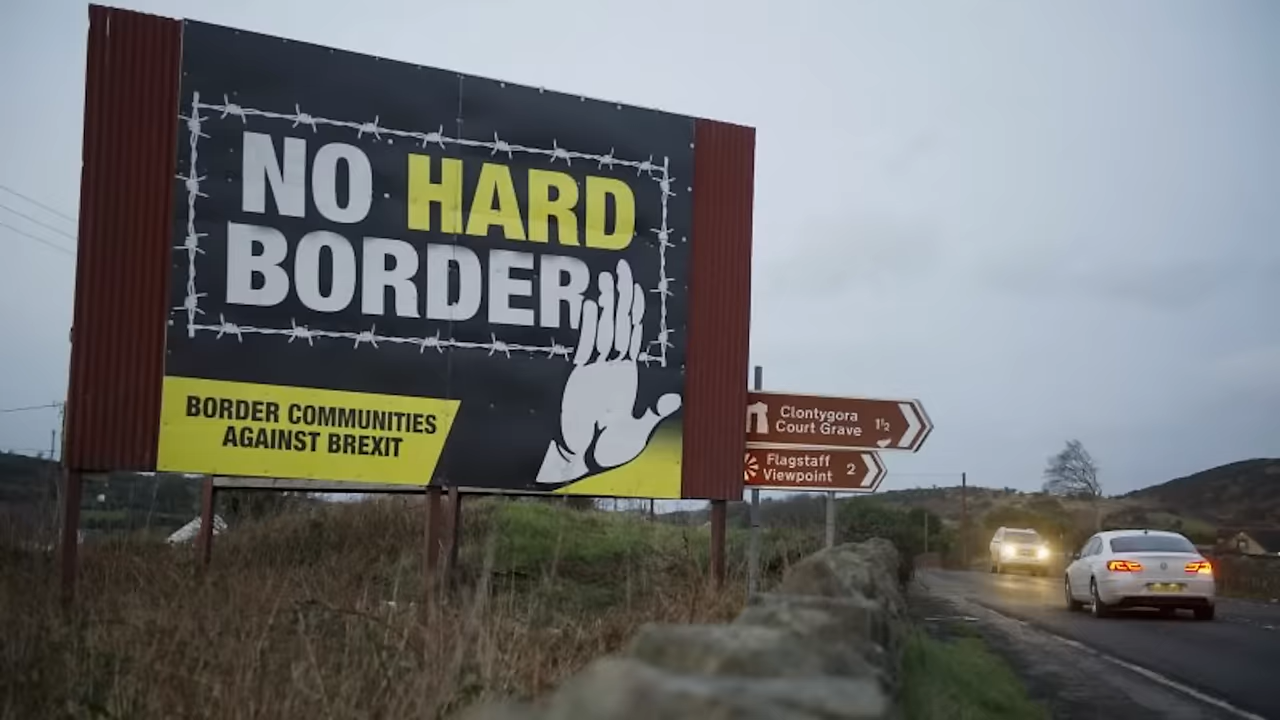 NO HARD
BORDER
BORDER COMMUNITIES
AGAINST BREXIT
Clontygora
Court Grave 1½
Flagstaff
Viewpoint 2